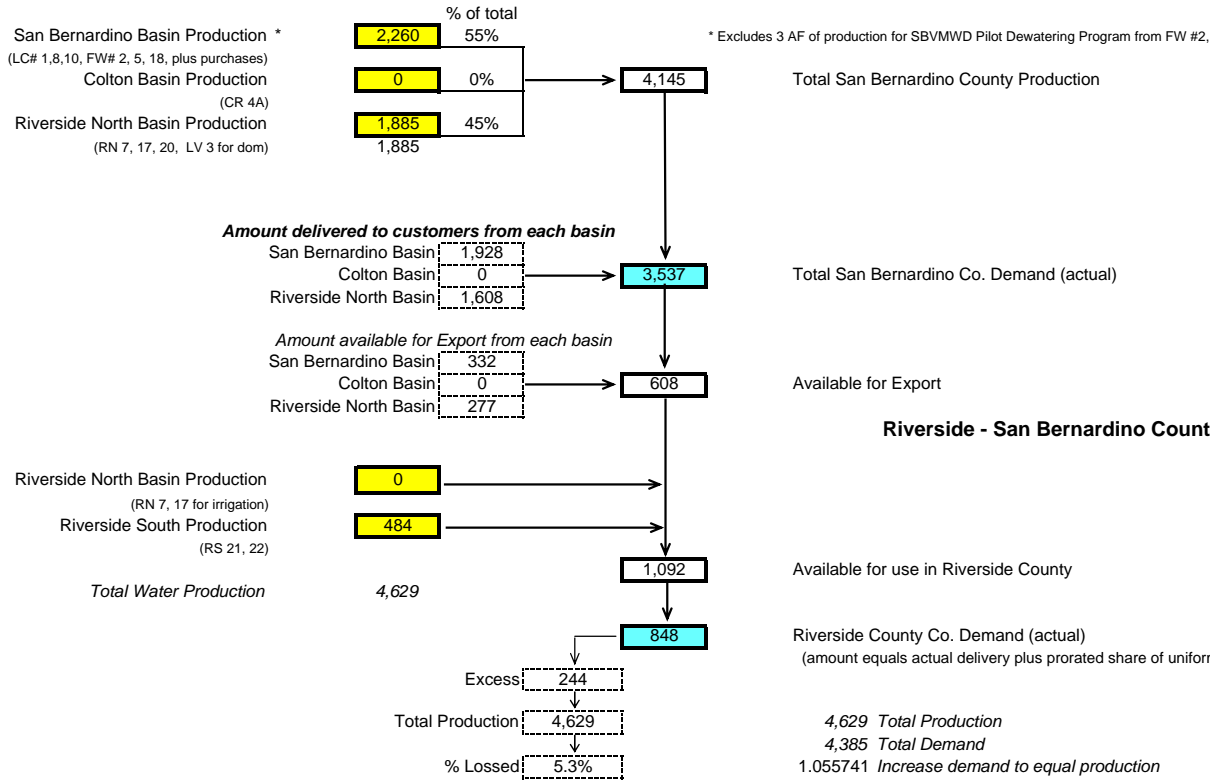 % of total
San Bernardino Basin Production * 2,260 55% * Excludes 3 AF of production for SBVMWD Pilot Dewatering Program from FW #2,
(LC# 1,8,10, FW# 2, 5, 18, plus purchases)
Colton Basin Production 0 0% 4,145 Total San Bernardino County Production
(CR 4A)
Riverside North Basin Production 1,885 45%
(RN 7, 17, 20, LV 3 for dom) 1,885
Amount delivered to customers from each basin
San Bernardino Basin 1,928
Colton Basin 0 3,537 Total San Bernardino Co. Demand (actual)
Riverside North Basin 1,608
Amount available for Export from each basin
San Bernardino Basin 332
Colton Basin 0 608 Available for Export
Riverside North Basin 277
Riverside - San Bernardino Count
Riverside North Basin Production 0
(RN 7, 17 for irrigation)
Riverside South Production 484
(RS 21, 22)
1,092 Available for use in Riverside County
Total Water Production 4,629
848 Riverside County Co. Demand (actual)
(amount equals actual delivery plus prorated share of unifor
Excess 244
Total Production 4,629 4,629 Total Production
4,385 Total Demand
% Lossed 5.3% 1.055741 Increase demand to equal production